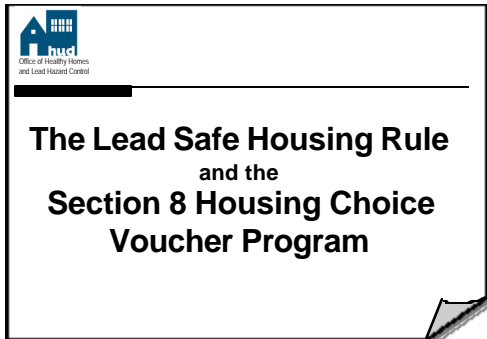 hud
Office of Healthy Homes
and Lead Hazard Control
The Lead Safe Housing Rule
and the
Section 8 Housing Choice
Voucher Program